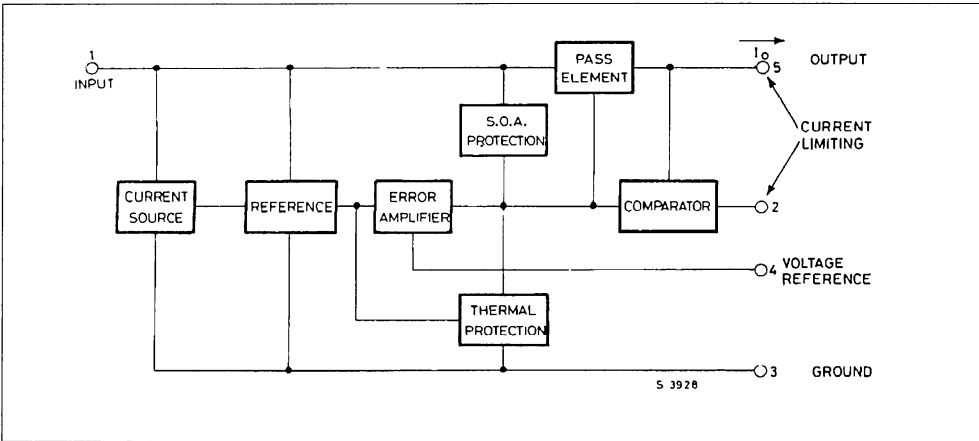 1
INPUT
PASS
ELEMENT
I₀
5
OUTPUT
S.O.A.
PROTECTION
CURRENT
LIMITING
CURRENT
SOURCE
REFERENCE
ERROR
AMPLIFIER
COMPARATOR
2
4
VOLTAGE
REFERENCE
THERMAL
PROTECTION
3
GROUND
S 3928